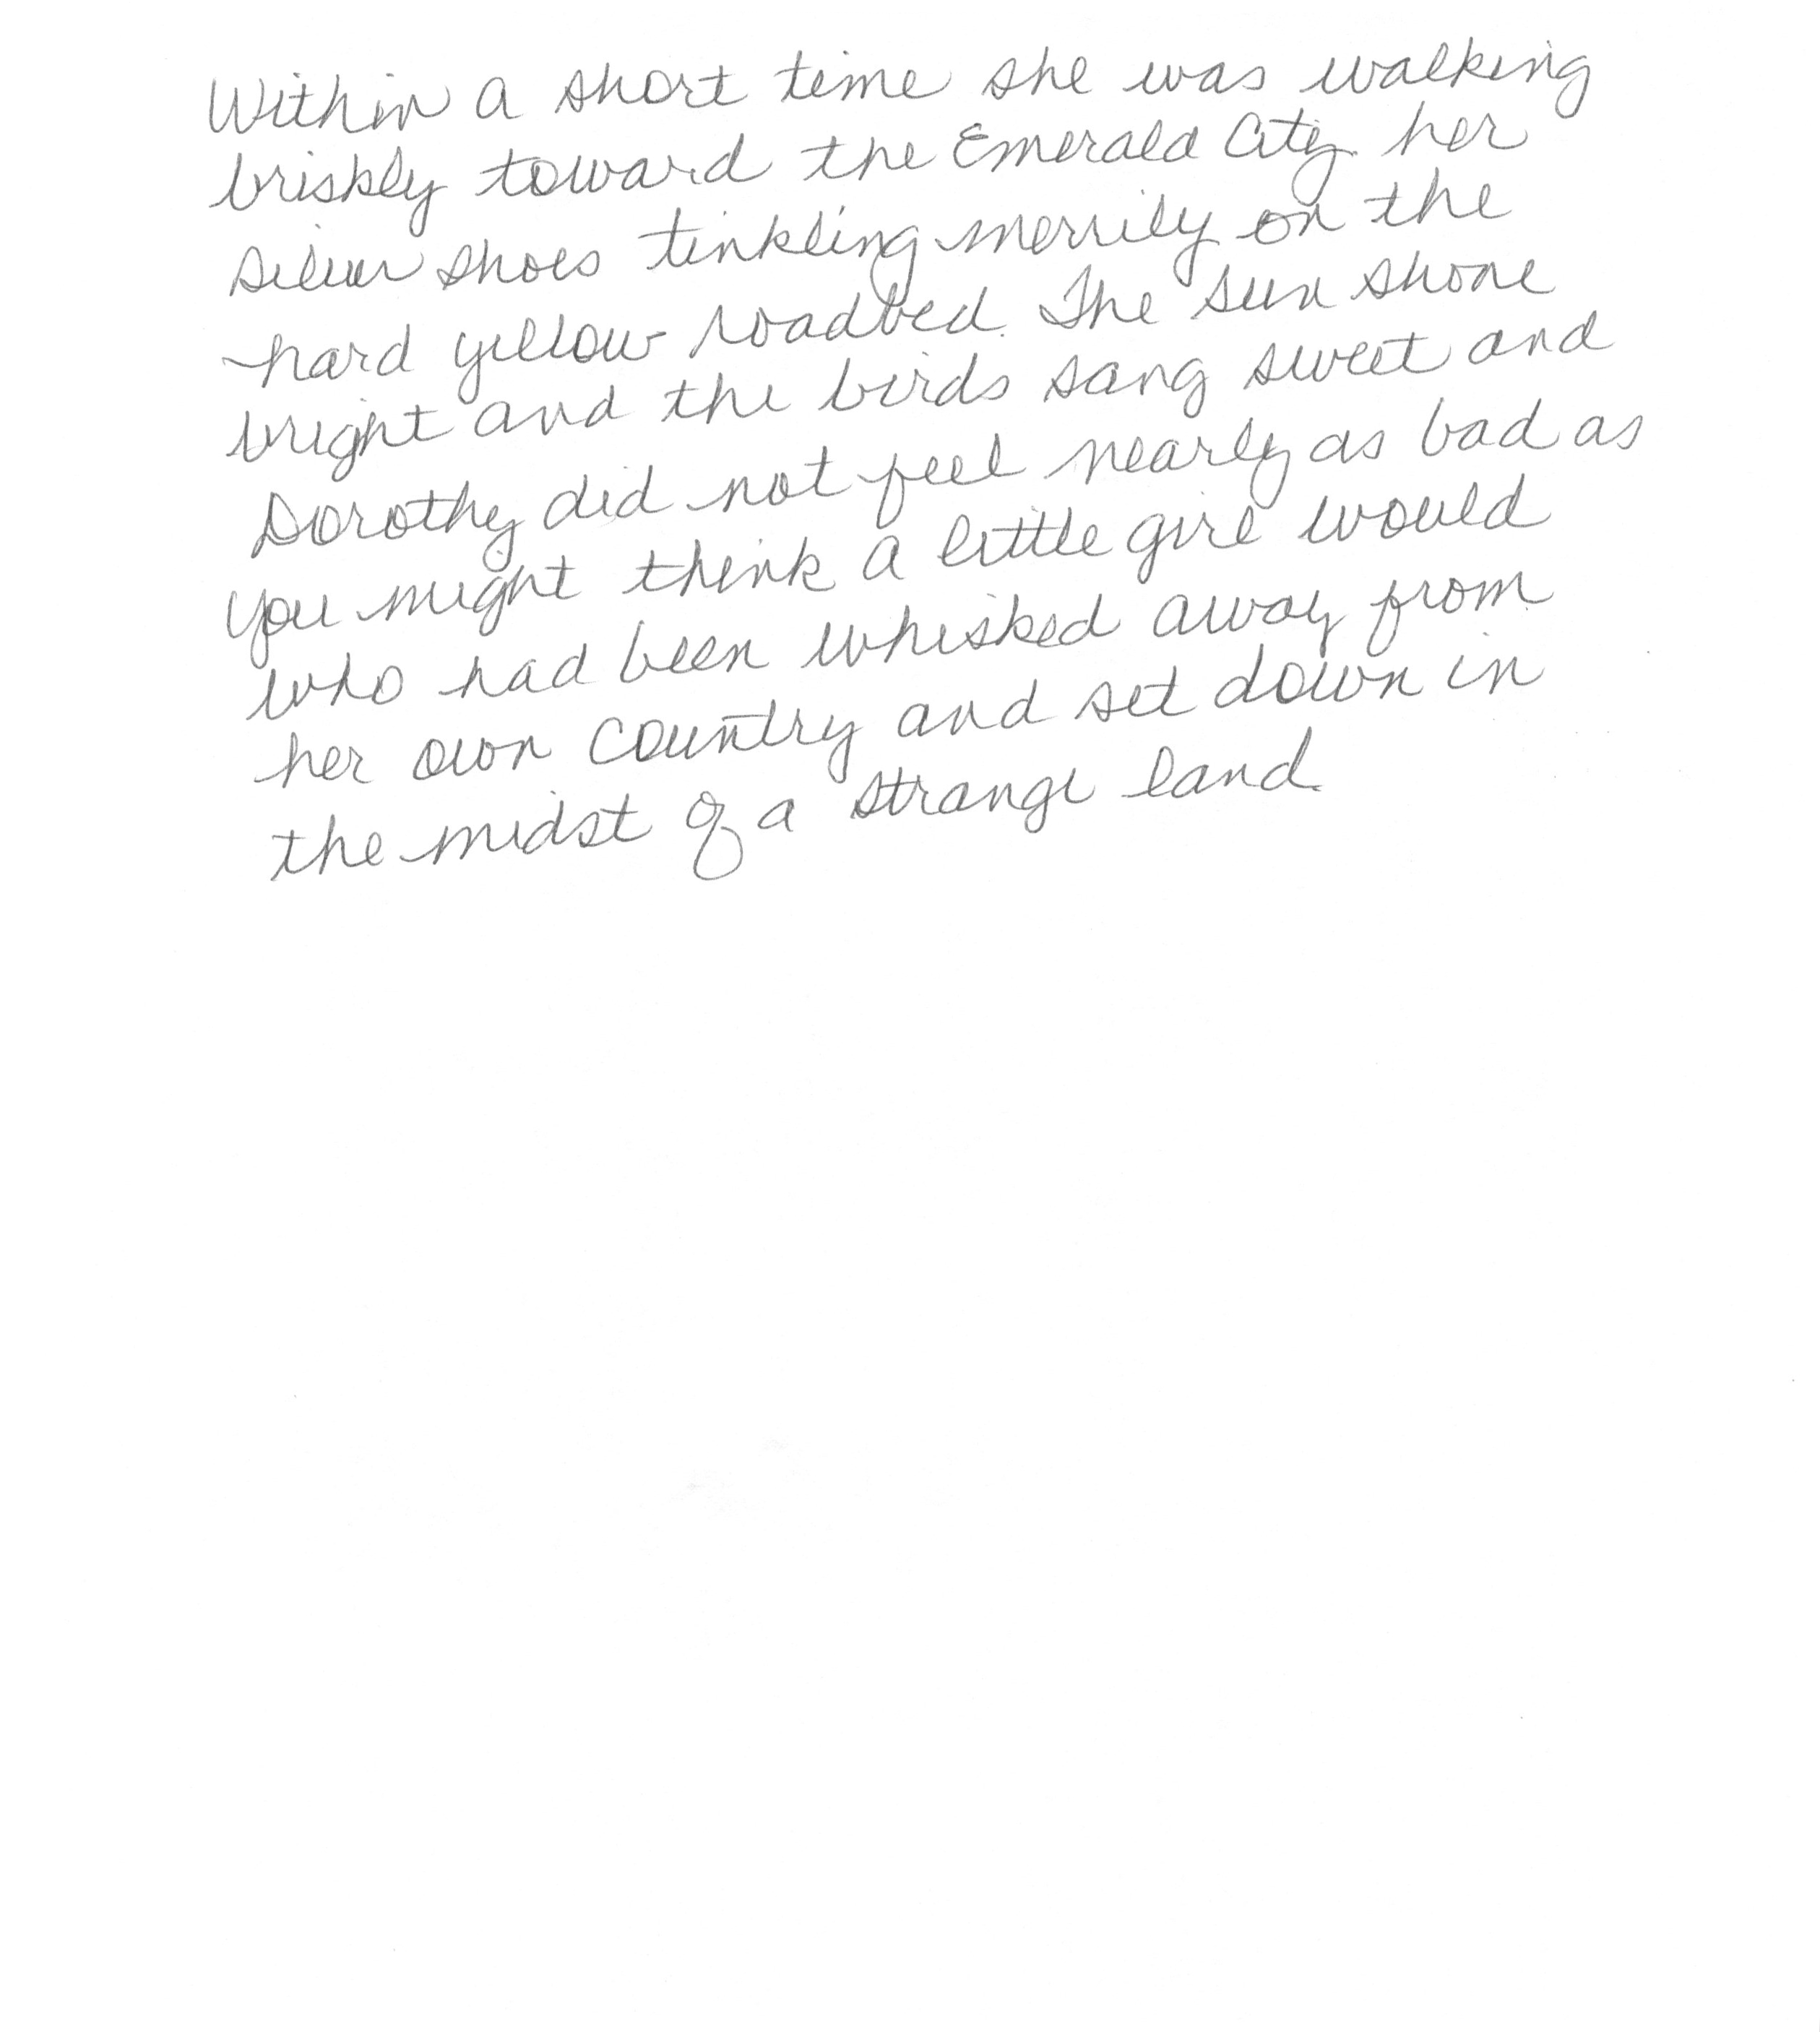 Within a short time she was walking
briskly toward the Emerald City her
silver shoes tinkling merrily on the
hard yellow roadbed. The sun shone
bright and the birds sang sweet and
Dorothy did not feel nearly as bad as
you might think a little girl would
who had been whisked away from
her own country and set down in
the midst of a strange land.